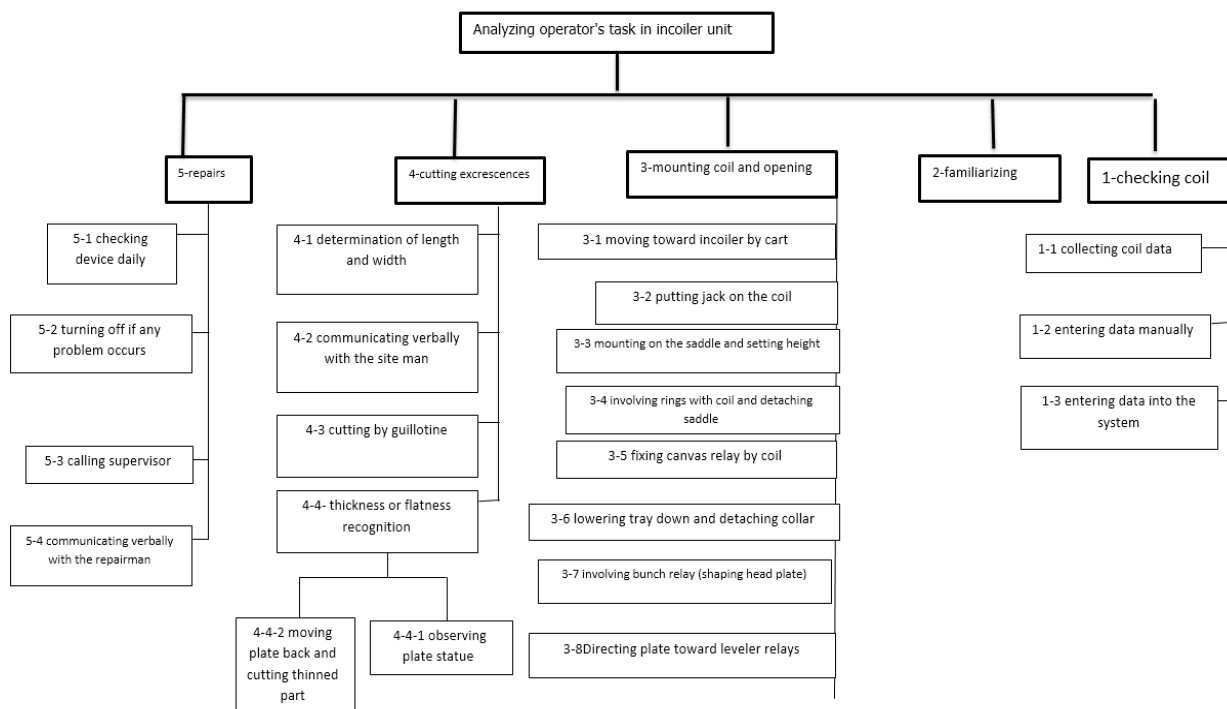 Analyzing operator's task in incoiler unit
5-repairs
4-cutting excrescences
3-mounting coil and opening
2-familiarizing
1-checking coil
5-1 checking
device daily
5-2 turning off if any
problem occurs
5-3 calling supervisor
5-4 communicating verbally
with the repairman
4-1 determination of length
and width
4-2 communicating verbally
with the site man
4-3 cutting by guillotine
4-4- thickness or flatness
recognition
4-4-2 moving
plate back and
cutting thinned
part
4-4-1 observing
plate statue
3-1 moving toward incoiler by cart
3-2 putting jack on the coil
3-3 mounting on the saddle and setting height
3-4 involving rings with coil and detaching
saddle
3-5 fixing canvas relay by coil
3-6 lowering tray down and detaching collar
3-7 involving bunch relay (shaping head plate)
3-8Directing plate toward leveler relays
1-1 collecting coil data
1-2 entering data manually
1-3 entering data into the
system